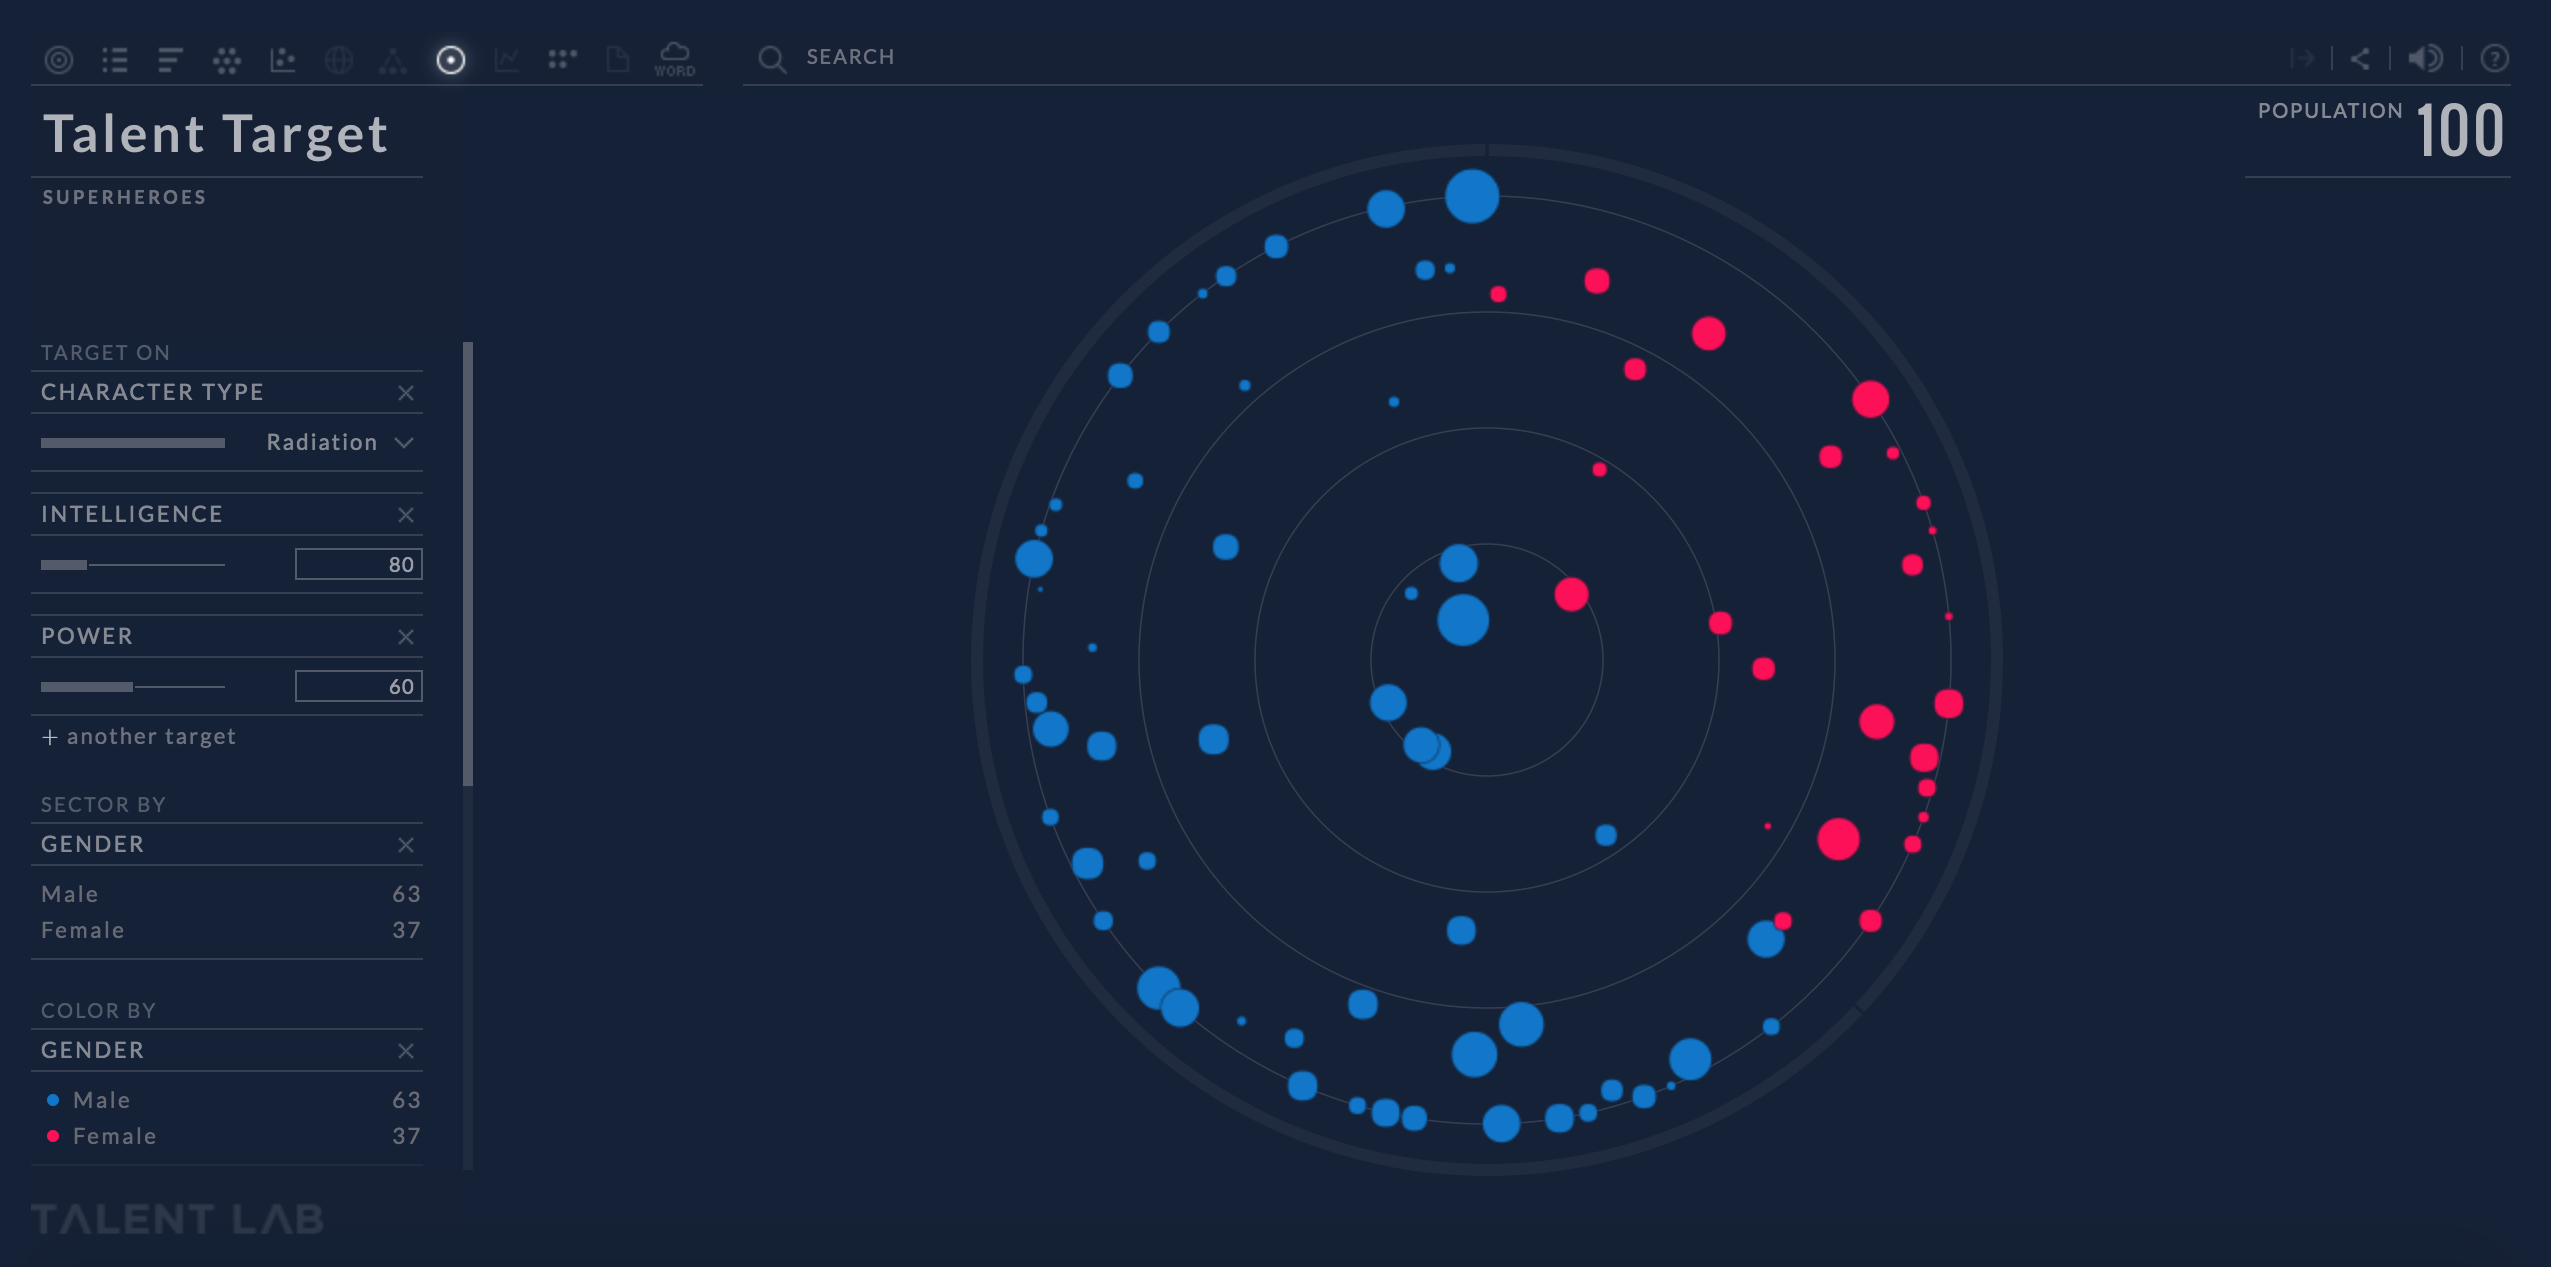 WORD
SEARCH
?
Talent Target
POPULATION 100
SUPERHEROES
TARGET ON
CHARACTER TYPE ×
Radiation
INTELLIGENCE ×
80
POWER ×
60
+ another target
SECTOR BY
GENDER ×
Male 63
Female 37
COLOR BY
GENDER ×
Male 63
Female 37
TALENT LAB